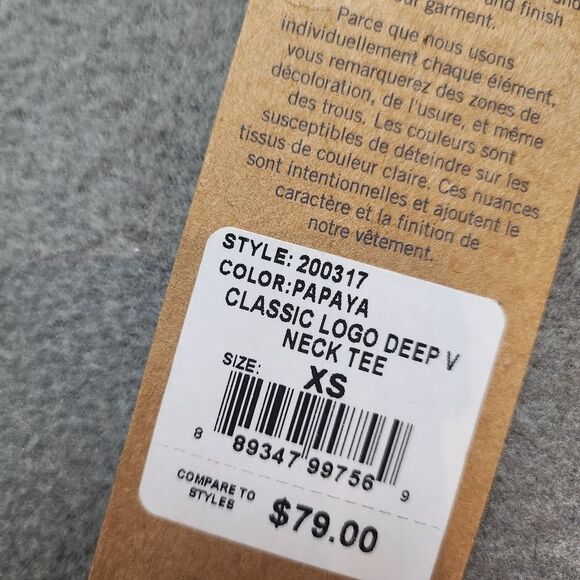 and finish
your garment.
Parce que nous usons
individuellement chaque élément,
vous remarquerez des zones de
décoloration, de l'usure, et même
des trous. Les couleurs sont
susceptibles de déteindre sur les
tissus de couleur claire. Ces nuances
sont intentionnelles et ajoutent le
caractère et la finition de
notre vêtement.
STYLE: 200317
COLOR:PAPAYA
CLASSIC LOGO DEEP V
NECK TEE
SIZE: XS
8 89347 99756 9
COMPARE TO
STYLES
$79.00